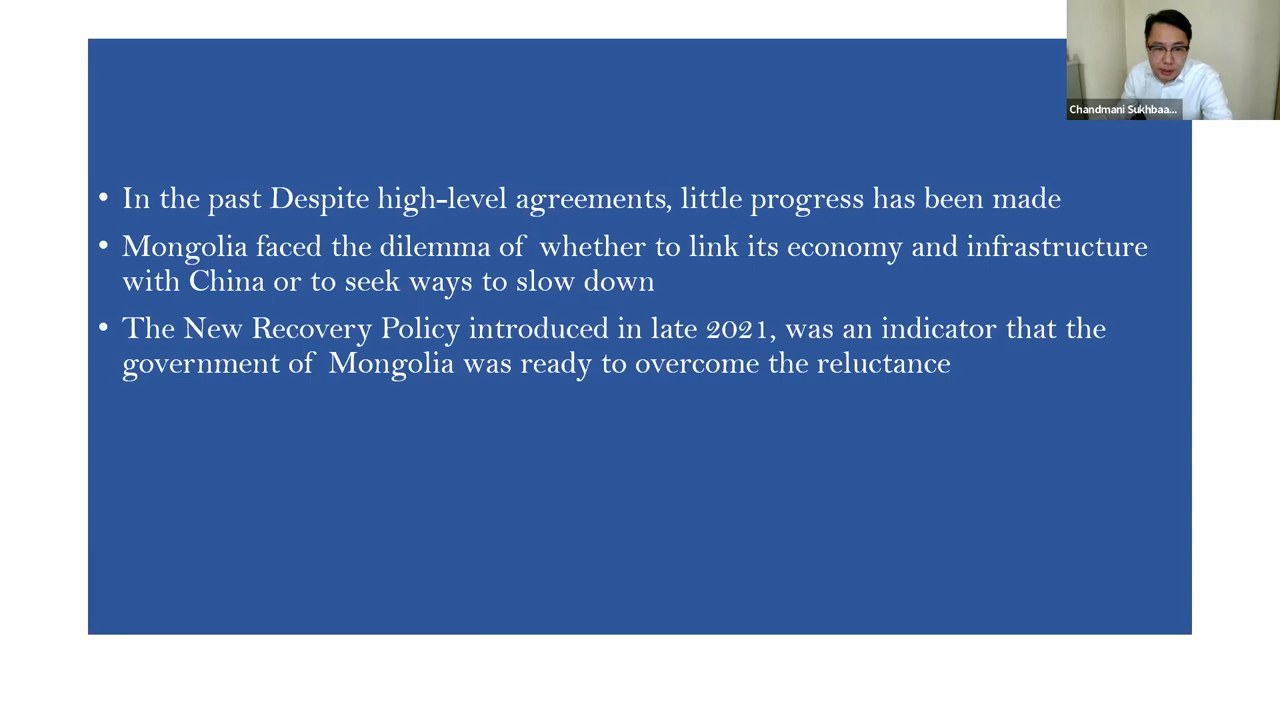 Chandmani Sukhbaa...
• In the past Despite high-level agreements, little progress has been made
• Mongolia faced the dilemma of whether to link its economy and infrastructure
with China or to seek ways to slow down
• The New Recovery Policy introduced in late 2021, was an indicator that the
government of Mongolia was ready to overcome the reluctance